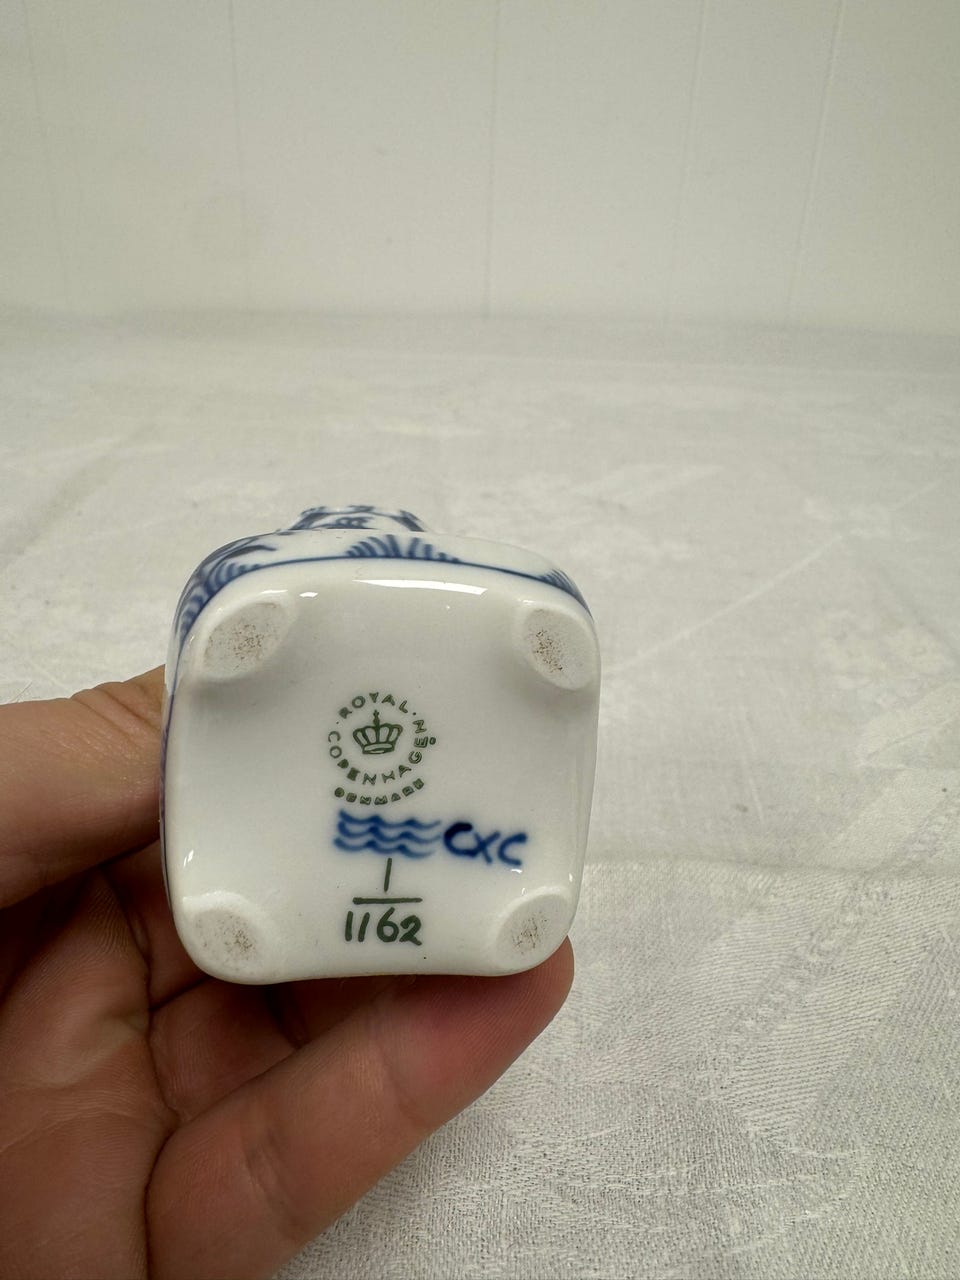 ROYAL
COPENHAGEN
DENMARK
CXC
1
1162